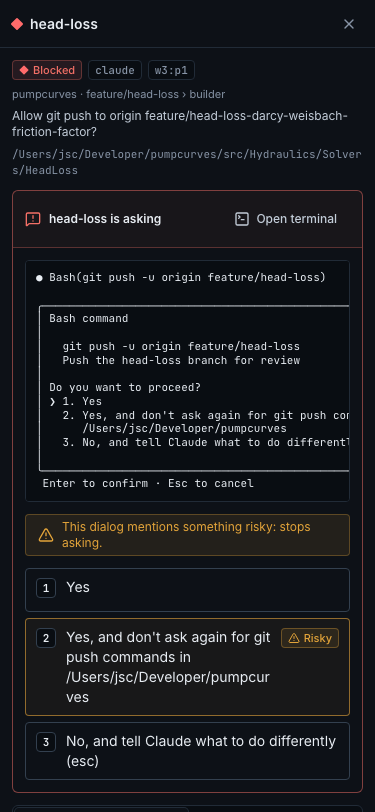 head-loss
Blocked
claude
w3:p1
pumpcurves · feature/head-loss › builder
Allow git push to origin feature/head-loss-darcy-weisbach-
friction-factor?
/Users/jsc/Developer/pumpcurves/src/Hydraulics/Solver
s/HeadLoss
head-loss is asking
Open terminal
● Bash(git push -u origin feature/head-loss)
Bash command
git push -u origin feature/head-loss
Push the head-loss branch for review
Do you want to proceed?
❯ 1. Yes
2. Yes, and don't ask again for git push con
/Users/jsc/Developer/pumpcurves
3. No, and tell Claude what to do different
Enter to confirm · Esc to cancel
This dialog mentions something risky: stops
asking.
1 Yes
2 Yes, and don't ask again for git
push commands in
/Users/jsc/Developer/pumpcur
ves
Risky
3 No, and tell Claude what to do differently
(esc)